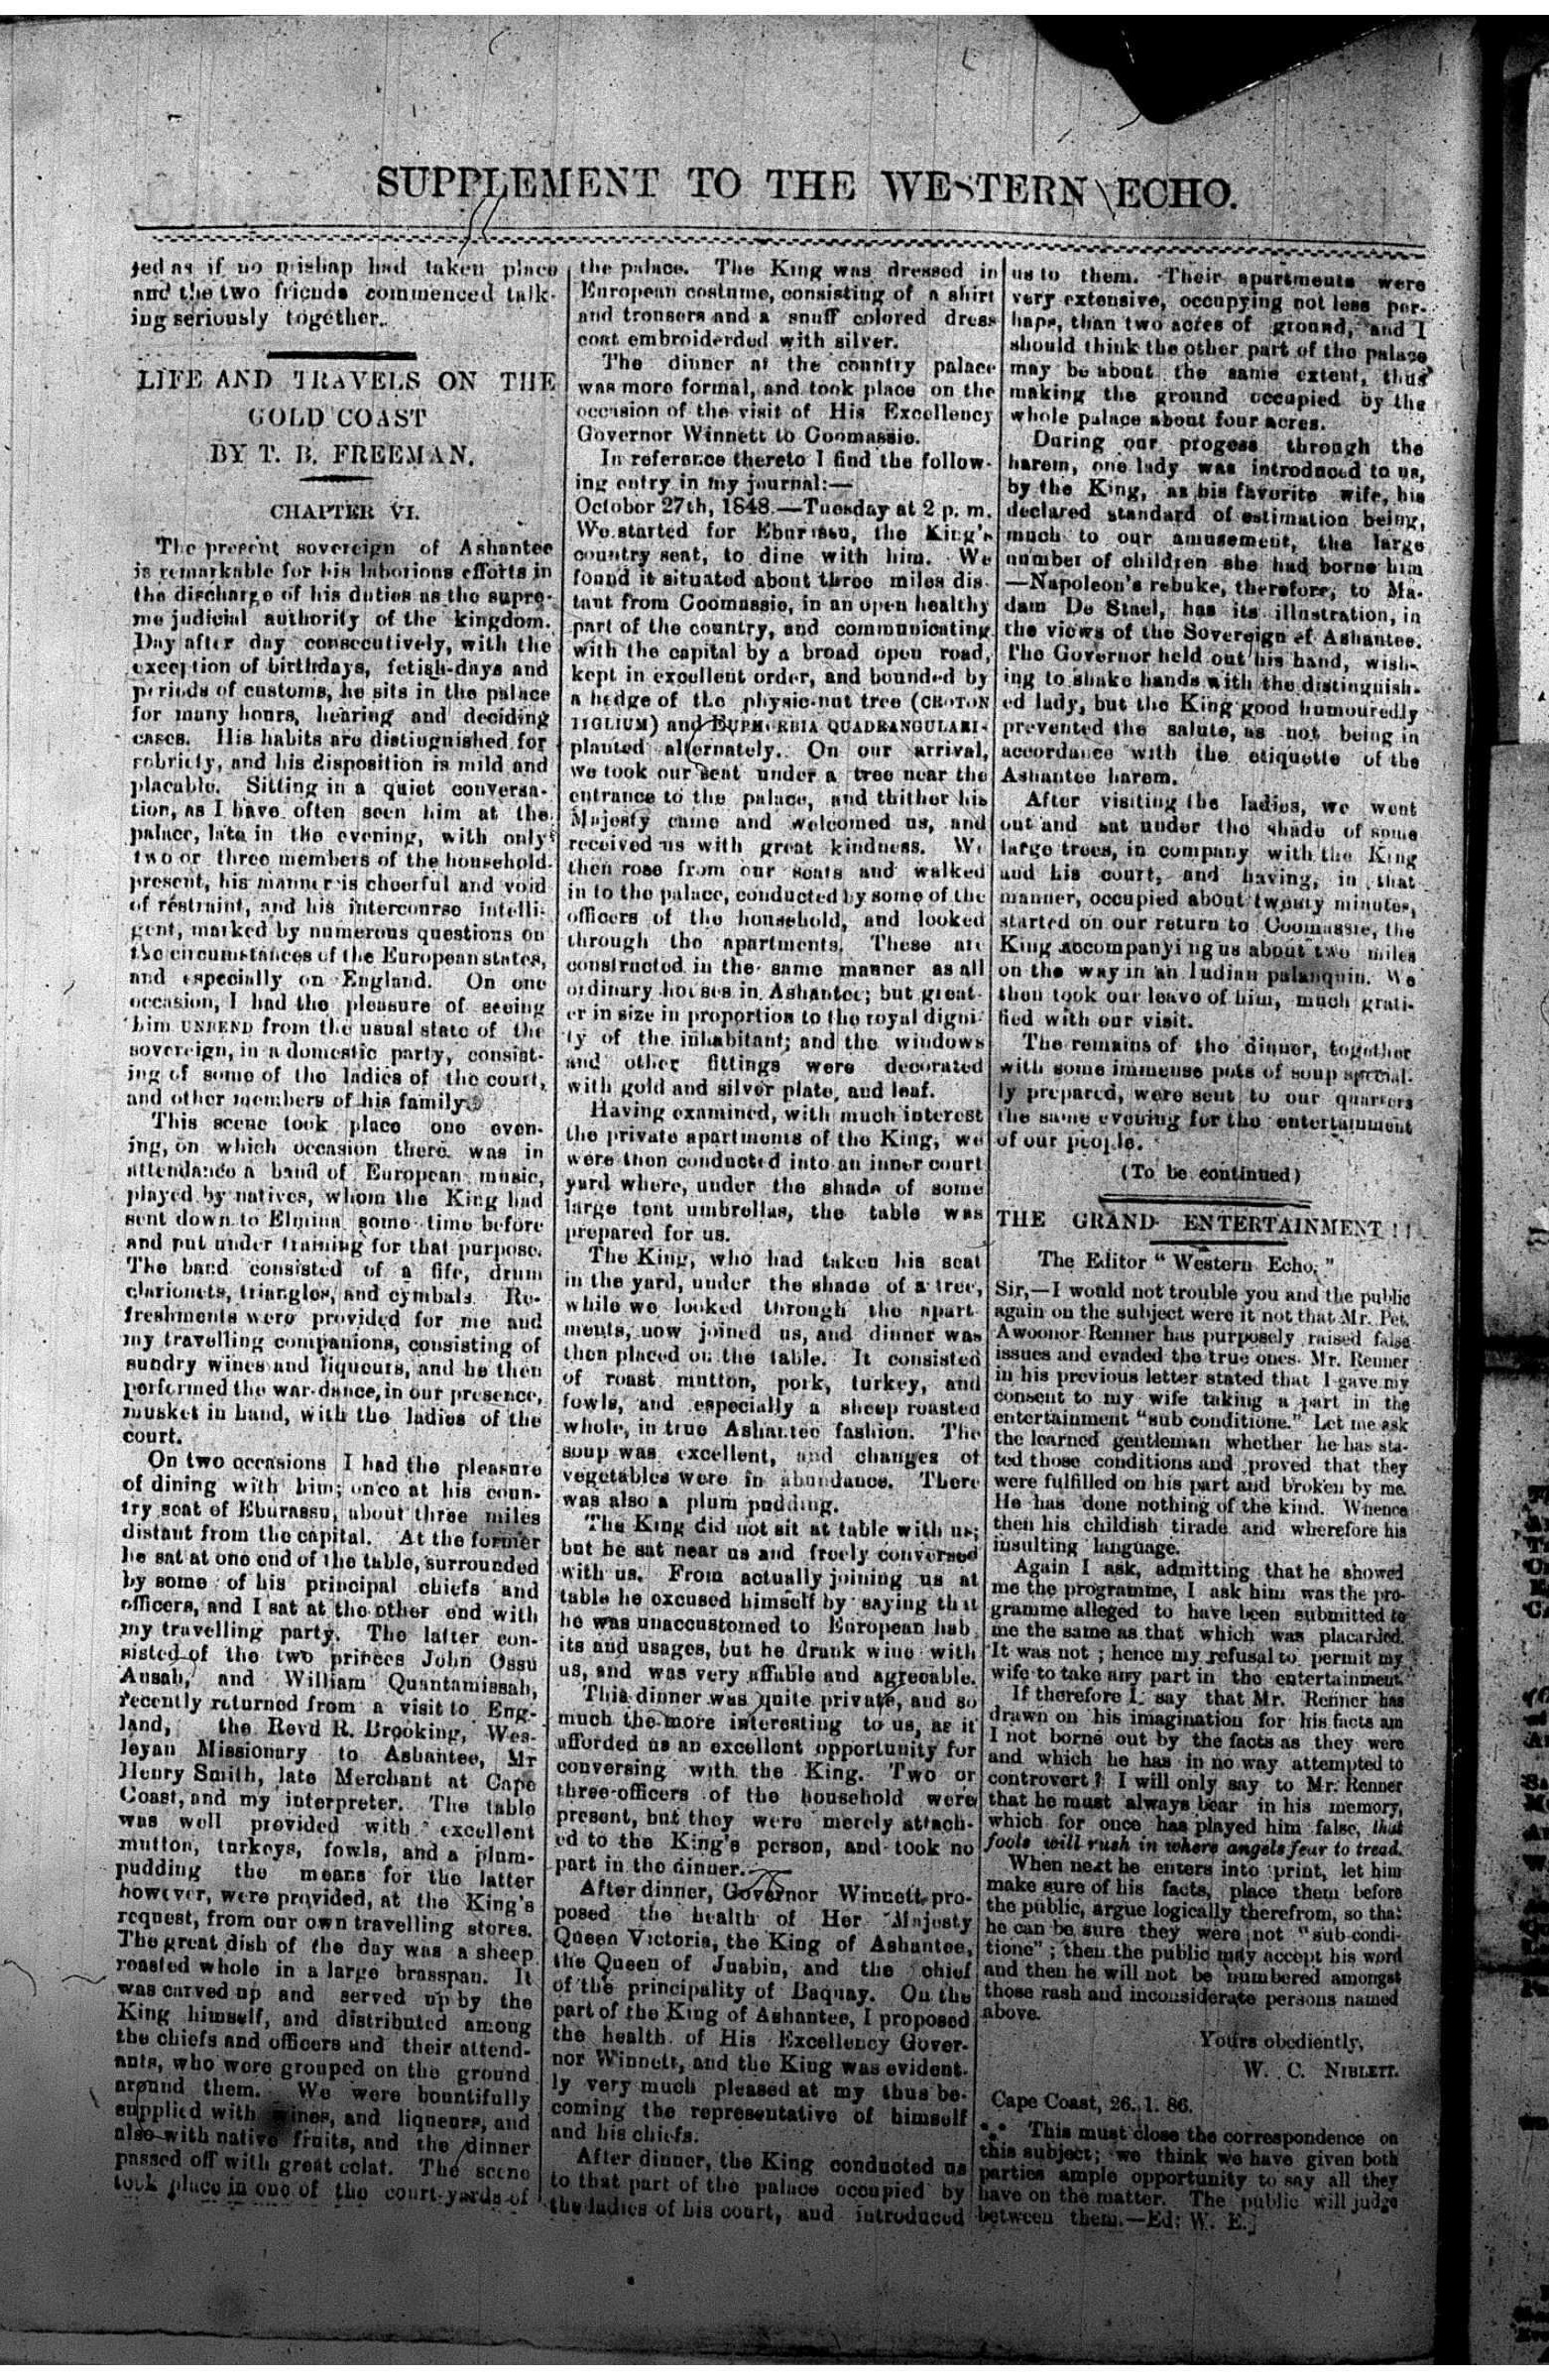 SUPPLEMENT TO THE WESTERN ECHO.
ted as if no mishap had taken place
and the two friends commenced talk-
ing seriously together.
LIFE AND TRAVELS ON THE
GOLD COAST
BY T. B. FREEMAN.
CHAPTER VI.
The present sovereign of Ashantee
is remarkable for his laborious efforts in
the discharge of his duties as the supre-
me judicial authority of the kingdom.
Day after day consecutively, with the
exception of birthdays, fetish-days and
periods of customs, he sits in the palace
for many hours, hearing and deciding
cases. His habits are distinguished for
sobriety, and his disposition is mild and
placable. Sitting in a quiet conversa-
tion, as I have often seen him at the
palace, late in the evening, with only
two or three members of the household
present, his manner is cheerful and void
of restraint, and his intercourse intelli-
gent, marked by numerous questions on
the circumstances of the European states,
and especially on England. On one
occasion, I had the pleasure of seeing
him UNBEND from the usual state of the
sovereign, in a domestic party, consist-
ing of some of the ladies of the court,
and other members of his family.
This scene took place one even-
ing, on which occasion there was in
attendance a band of European music,
played by natives, whom the King had
sent down to Elmina some time before
and put under training for that purpose.
The band consisted of a fife, drum
clarionets, triangles, and cymbals. Re-
freshments were provided for me and
my travelling companions, consisting of
sundry wines and liqueurs, and he then
performed the war-dance, in our presence,
musket in hand, with the ladies of the
court.
On two occasions I had the pleasure
of dining with him; once at his coun-
try seat of Eburassu, about three miles
distant from the capital. At the former
he sat at one end of the table, surrounded
by some of his principal chiefs and
officers, and I sat at the other end with
my travelling party. The latter con-
sisted of the two princes John Ossu
Ansah, and William Quantamissah,
recently returned from a visit to Eng-
land, the Revd R. Brooking, Wes-
leyan Missionary to Ashantee, Mr
Henry Smith, late Merchant at Cape
Coast, and my interpreter. The table
was well provided with excellent
mutton, turkeys, fowls, and a plum-
pudding the means for the latter
however, were provided, at the King's
request, from our own travelling stores.
The great dish of the day was a sheep
roasted whole in a large brasspan. It
was carved up and served up by the
King himself, and distributed among
the chiefs and officers and their attend-
ants, who were grouped on the ground
around them. We were bountifully
supplied with wines, and liqueurs, and
also with native fruits, and the dinner
passed off with great eclat. The scene
took place in one of the court-yards of
the palace. The King was dressed in
European costume, consisting of a shirt
and tronsers and a snuff colored dress
coat embroiderded with silver.
The dinner at the country palace
was more formal, and took place on the
occasion of the visit of His Excellency
Governor Winnett to Coomassie.
In reference thereto I find the follow-
ing entry in my journal:—
October 27th, 1848.—Tuesday at 2 p. m.
We started for Eburassu, the King's
country seat, to dine with him. We
found it situated about three miles dis-
tant from Coomassie, in an open healthy
part of the country, and communicating
with the capital by a broad open road,
kept in excellent order, and bounded by
a hedge of the physic-nut tree (CROTON
TIGLIUM) and EUPHORBIA QUADRANGULARI-
planted alternately. On our arrival,
we took our seat under a tree near the
entrance to the palace, and thither his
Majesty came and welcomed us, and
received us with great kindness. We
then rose from our seats and walked
in to the palace, conducted by some of the
officers of the household, and looked
through the apartments. These are
constructed in the same manner as all
ordinary houses in Ashantee; but great-
er in size in proportion to the royal digni-
ty of the inhabitant; and the windows
and other fittings were decorated
with gold and silver plate, and leaf.
Having examined, with much interest
the private apartments of the King, we
were then conducted into an inner court
yard where, under the shade of some
large tent umbrellas, the table was
prepared for us.
The King, who had taken his seat
in the yard, under the shade of a tree,
while we looked through the apart-
ments, now joined us, and dinner was
then placed on the table. It consisted
of roast mutton, pork, turkey, and
fowls, and especially a sheep roasted
whole, in true Ashantee fashion. The
soup was excellent, and changes of
vegetables were in abundance. There
was also a plum pudding.
The King did not sit at table with us;
but he sat near us and freely conversed
with us. From actually joining us at
table he excused himself by saying that
he was unaccustomed to European hab-
its and usages, but he drank wine with
us, and was very affable and agreeable.
This dinner was quite private, and so
much the more interesting to us, as it
afforded us an excellent opportunity for
conversing with the King. Two or
three officers of the household were
present, but they were merely attach-
ed to the King's person, and took no
part in the dinner.
After dinner, Governor Winnett pro-
posed the health of Her Majesty
Queen Victoria, the King of Ashantee,
the Queen of Juabin, and the chief
of the principality of Baquay. On the
part of the King of Ashantee, I proposed
the health of His Excellency Gover-
nor Winnett, and the King was evident-
ly very much pleased at my thus be-
coming the representative of himself
and his chiefs.
After dinner, the King conducted us
to that part of the palace occupied by
the ladies of his court, and introduced
us to them. Their apartments were
very extensive, occupying not less per-
haps, than two acres of ground, and I
should think the other part of the palace
may be about the same extent, thus
making the ground occupied by the
whole palace about four acres.
During our progess through the
harem, one lady was introduced to us,
by the King, as his favorite wife, his
declared standard of estimation being,
much to our amusement, the large
number of children she had borne him
—Napoleon's rebuke, therefore, to Ma-
dam De Stael, has its illustration, in
the views of the Sovereign of Ashantee.
The Governor held out his hand, wish-
ing to shake hands with the distinguish-
ed lady, but the King good humouredly
prevented the salute, as not being in
accordance with the etiquette of the
Ashantee harem.
After visiting the ladies, we went
out and sat under the shade of some
large trees, in company with the King
and his court, and having, in that
manner, occupied about twenty minutes,
started on our return to Coomassie, the
King accompanying us about two miles
on the way in an Indian palanquin. We
then took our leave of him, much grati-
fied with our visit.
The remains of the dinner, together
with some immense pots of soup special-
ly prepared, were sent to our quarters
the same evening for the entertainment
of our people.
(To be continued)
THE GRAND ENTERTAINMENT!!
The Editor "Western Echo."
Sir,—I would not trouble you and the public
again on the subject were it not that Mr. Pet.
Awoonor Renner has purposely raised false
issues and evaded the true ones. Mr. Renner
in his previous letter stated that I gave my
consent to my wife taking a part in the
entertainment "sub conditione." Let me ask
the learned gentleman whether he has sta-
ted those conditions and proved that they
were fulfilled on his part and broken by me.
He has done nothing of the kind. Whence
then his childish tirade and wherefore his
insulting language.
Again I ask, admitting that he showed
me the programme, I ask him was the pro-
gramme alleged to have been submitted to
me the same as that which was placarded.
It was not; hence my refusal to permit my
wife to take any part in the entertainment.
If therefore I say that Mr. Renner has
drawn on his imagination for his facts am
I not borne out by the facts as they were
and which he has in no way attempted to
controvert? I will only say to Mr. Renner
that he must always bear in his memory,
which for once has played him false, that
fools will rush in where angels fear to tread.
When next he enters into print, let him
make sure of his facts, place them before
the public, argue logically therefrom, so that
he can be sure they were not "sub condi-
tione"; then the public may accept his word
and then he will not be numbered amongst
those rash and inconsiderate persons named
above.
Yours obediently,
W. C. NIBLETT.
Cape Coast, 26. 1. 86.
This must close the correspondence on
this subject; we think we have given both
parties ample opportunity to say all they
have on the matter. The public will judge
between them.—Ed: W. E.]